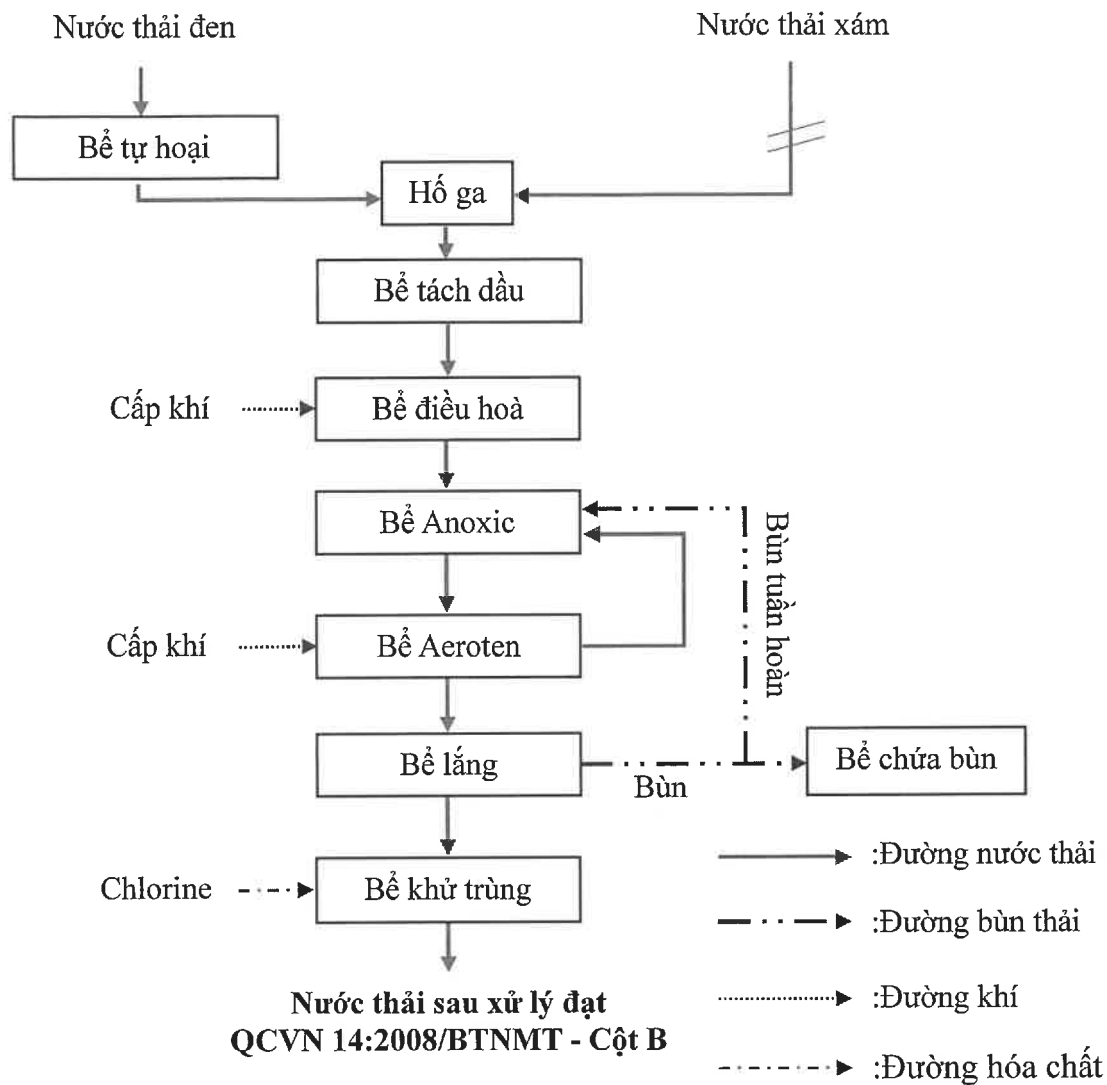 Nước thải đen
Nước thải xám
Bể tự hoại
Hố ga
Bể tách dầu
Cấp khí
Bể điều hoà
Bể Anoxic
Bùn tuần hoàn
Cấp khí
Bể Aeroten
Bể lắng
Bùn
Bể chứa bùn
Chlorine
Bể khử trùng
:Đường nước thải
:Đường bùn thải
:Đường khí
:Đường hóa chất
Nước thải sau xử lý đạt
QCVN 14:2008/BTNMT - Cột B